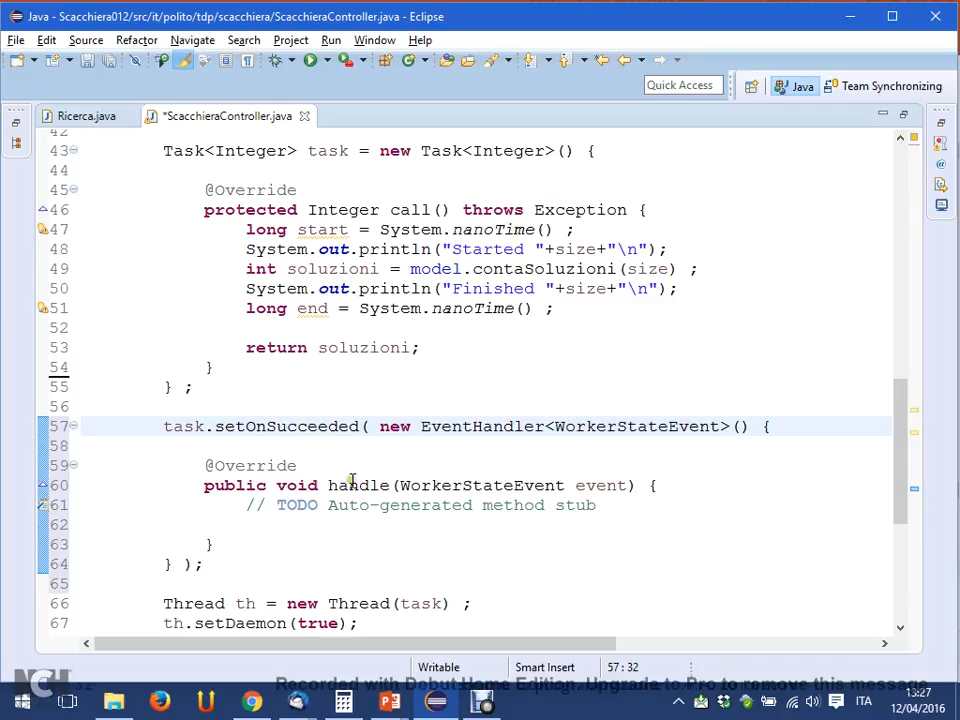 Java - Scacchiera012/src/it/polito/tdp/scacchiera/ScacchieraController.java - Eclipse
File Edit Source Refactor Navigate Search Project Run Window Help
Quick Access Java Team Synchronizing
Ricerca.java *ScacchieraController.java
42
43 Task<Integer> task = new Task<Integer>() {
44
45 @Override
46 protected Integer call() throws Exception {
47 long start = System.nanoTime() ;
48 System.out.println("Started "+size+"\n");
49 int soluzioni = model.contaSoluzioni(size) ;
50 System.out.println("Finished "+size+"\n");
51 long end = System.nanoTime() ;
52
53 return soluzioni;
54 }
55 } ;
56
57 task.setOnSucceeded( new EventHandler<WorkerStateEvent>() {
58
59 @Override
60 public void handle(WorkerStateEvent event) {
61 // TODO Auto-generated method stub
62
63 }
64 } );
65
66 Thread th = new Thread(task) ;
67 th.setDaemon(true);
Writable Smart Insert 57 : 32
NCH Recorded with Debut Home Edition. Upgrade to Pro to remove this message
ITA 13:27
12/04/2016